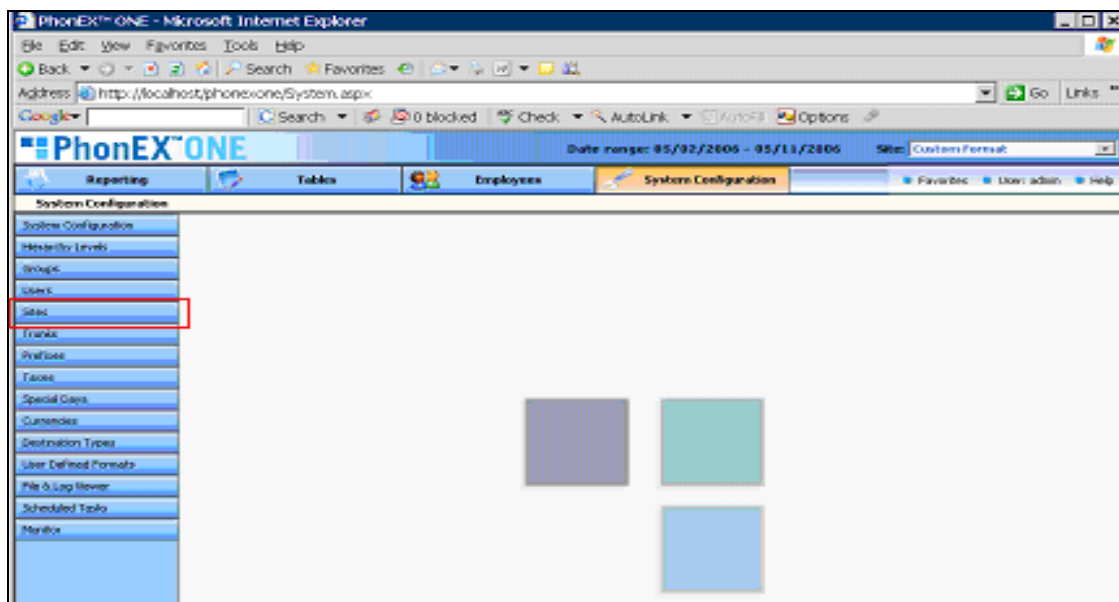 PhonEX™ ONE - Microsoft Internet Explorer
File Edit View Favorites Tools Help
Back Search Favorites
Address http://localhost/phonexone/System.aspx Go Links
Google Search 0 blocked Check AutoLink AutoFill Options
PhonEX™ONE Date range: 05/02/2006 - 05/11/2006 Site: Custom Format
Reporting Tables Employees System Configuration Favorites User: admin Help
System Configuration
System Configuration
Hierarchy Levels
Groups
Users
Sites
Trunks
Prefixes
Taxes
Special Days
Currencies
Destination Types
User Defined Formats
File & Log Viewer
Scheduled Tasks
Monitor